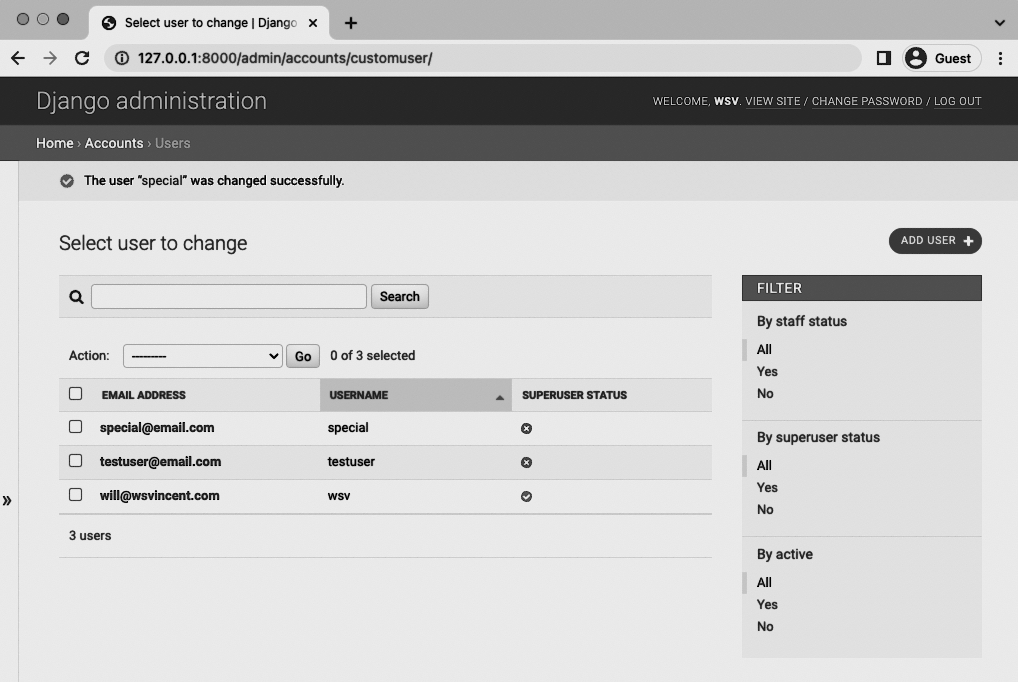 Select user to change | Django
127.0.0.1:8000/admin/accounts/customuser/
Guest
Django administration
WELCOME, WSV. VIEW SITE / CHANGE PASSWORD / LOG OUT
Home › Accounts › Users
The user “special” was changed successfully.
Select user to change
ADD USER +
Search
Action: --------- Go 0 of 3 selected
EMAIL ADDRESS USERNAME SUPERUSER STATUS
special@email.com special
testuser@email.com testuser
will@wsvincent.com wsv
3 users
FILTER
By staff status
All
Yes
No
By superuser status
All
Yes
No
By active
All
Yes
No
»